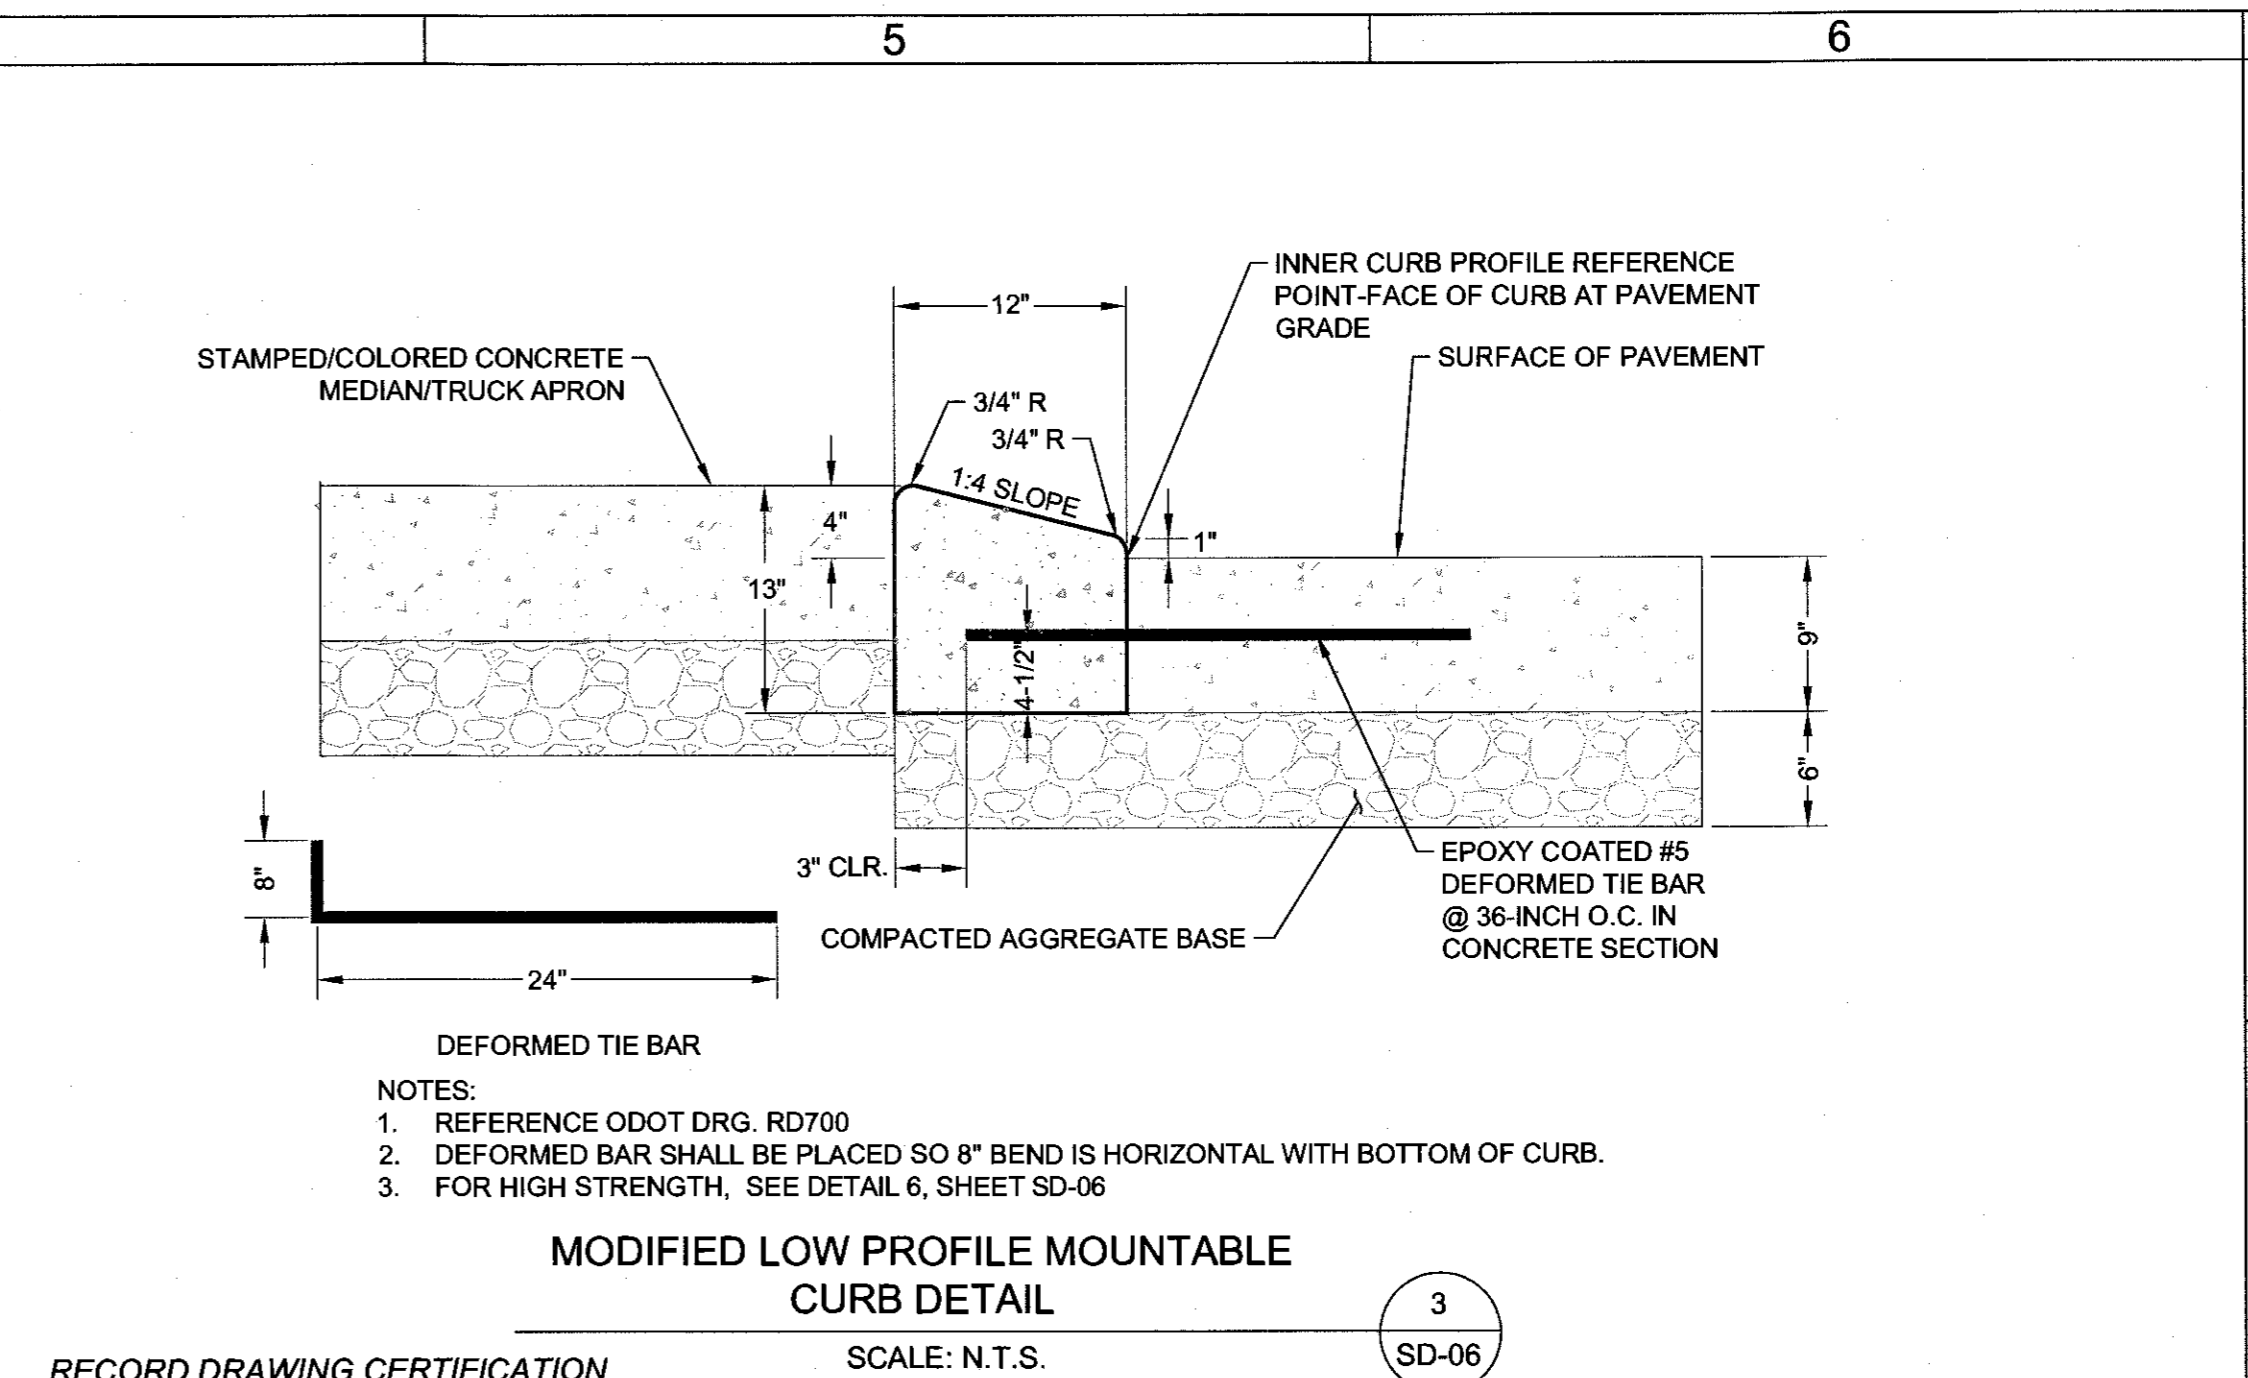 5
6
INNER CURB PROFILE REFERENCE
POINT-FACE OF CURB AT PAVEMENT
GRADE
12"
STAMPED/COLORED CONCRETE
MEDIAN/TRUCK APRON
SURFACE OF PAVEMENT
3/4" R
3/4" R
1:4 SLOPE
4"
1"
13"
4-1/2"
9"
6"
3" CLR.
EPOXY COATED #5
DEFORMED TIE BAR
@ 36-INCH O.C. IN
CONCRETE SECTION
COMPACTED AGGREGATE BASE
8"
24"
DEFORMED TIE BAR
NOTES:
1. REFERENCE ODOT DRG. RD700
2. DEFORMED BAR SHALL BE PLACED SO 8" BEND IS HORIZONTAL WITH BOTTOM OF CURB.
3. FOR HIGH STRENGTH, SEE DETAIL 6, SHEET SD-06
MODIFIED LOW PROFILE MOUNTABLE
CURB DETAIL
3
SD-06
SCALE: N.T.S.
RECORD DRAWING CERTIFICATION